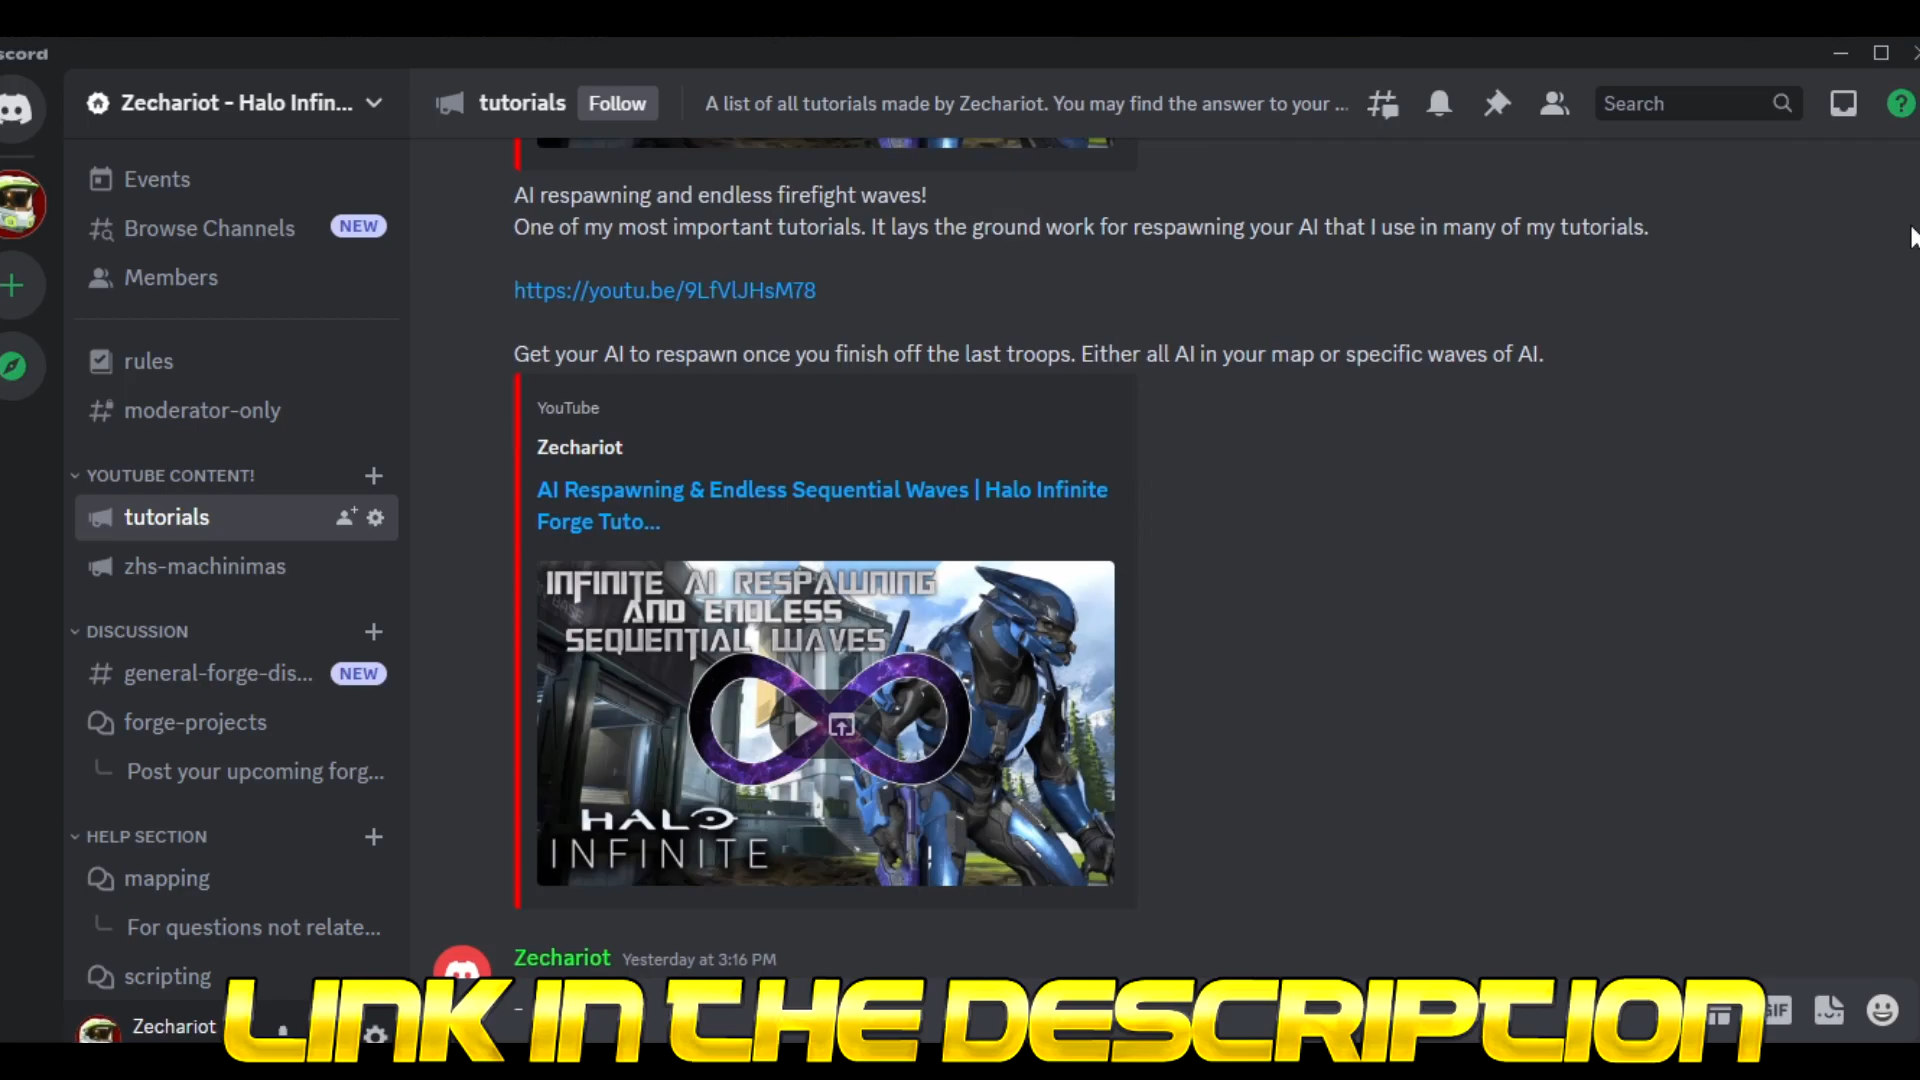 scord
Zechariot - Halo Infin...
tutorials
Follow
A list of all tutorials made by Zechariot. You may find the answer to your ...
Search
?
Events
Browse Channels
NEW
Members
rules
moderator-only
YOUTUBE CONTENT!
tutorials
zhs-machinimas
DISCUSSION
general-forge-dis...
NEW
forge-projects
Post your upcoming forg...
HELP SECTION
mapping
For questions not relate...
scripting
Zechariot
AI respawning and endless firefight waves!
One of my most important tutorials. It lays the ground work for respawning your AI that I use in many of my tutorials.
https://youtu.be/9LfVlJHsM78
Get your AI to respawn once you finish off the last troops. Either all AI in your map or specific waves of AI.
YouTube
Zechariot
AI Respawning & Endless Sequential Waves | Halo Infinite
Forge Tuto...
INFINITE AI RESPAWNING
AND ENDLESS
SEQUENTIAL WAVES
HALO
INFINITE
Zechariot Yesterday at 3:16 PM
GIF
LINK IN THE DESCRIPTION